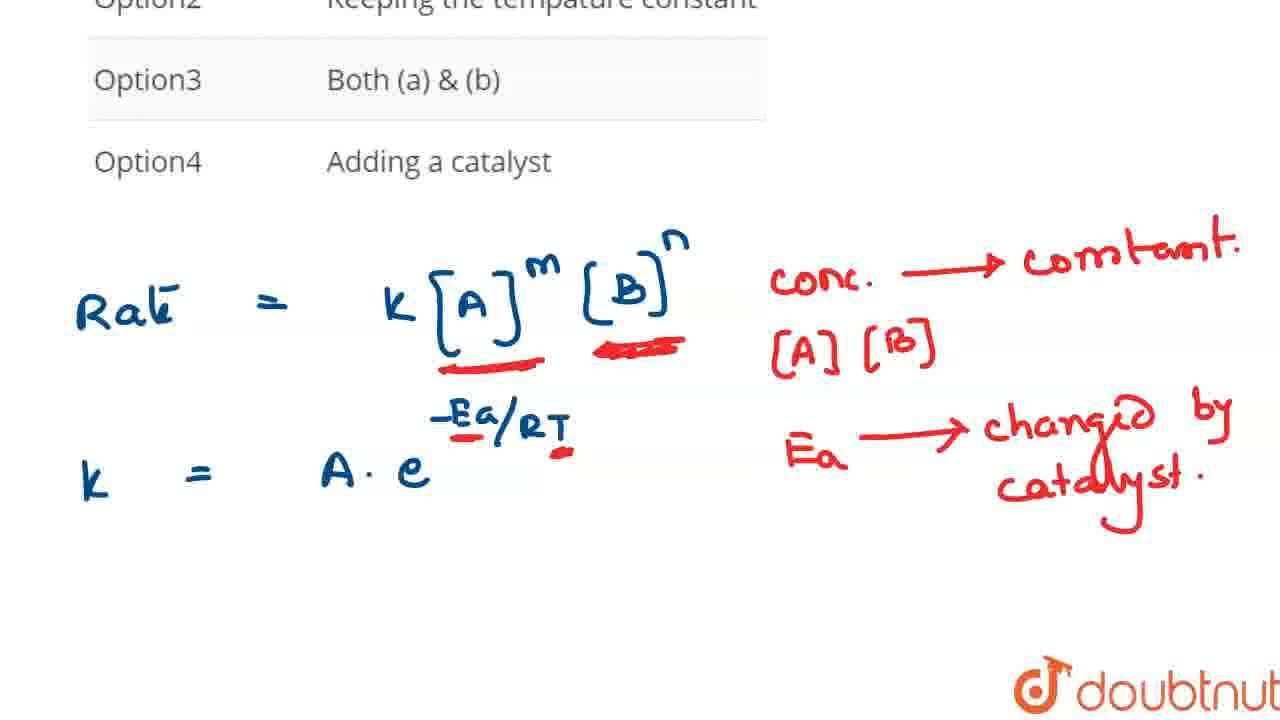 Option2 Keeping the tempature constant
Option3 Both (a) & (b)
Option4 Adding a catalyst
Rate = k [A]^m [B]^n
conc. → constant.
[A] [B]
k = A. e^-Ea/RT
Ea → changed by
catalyst.
doubtnut